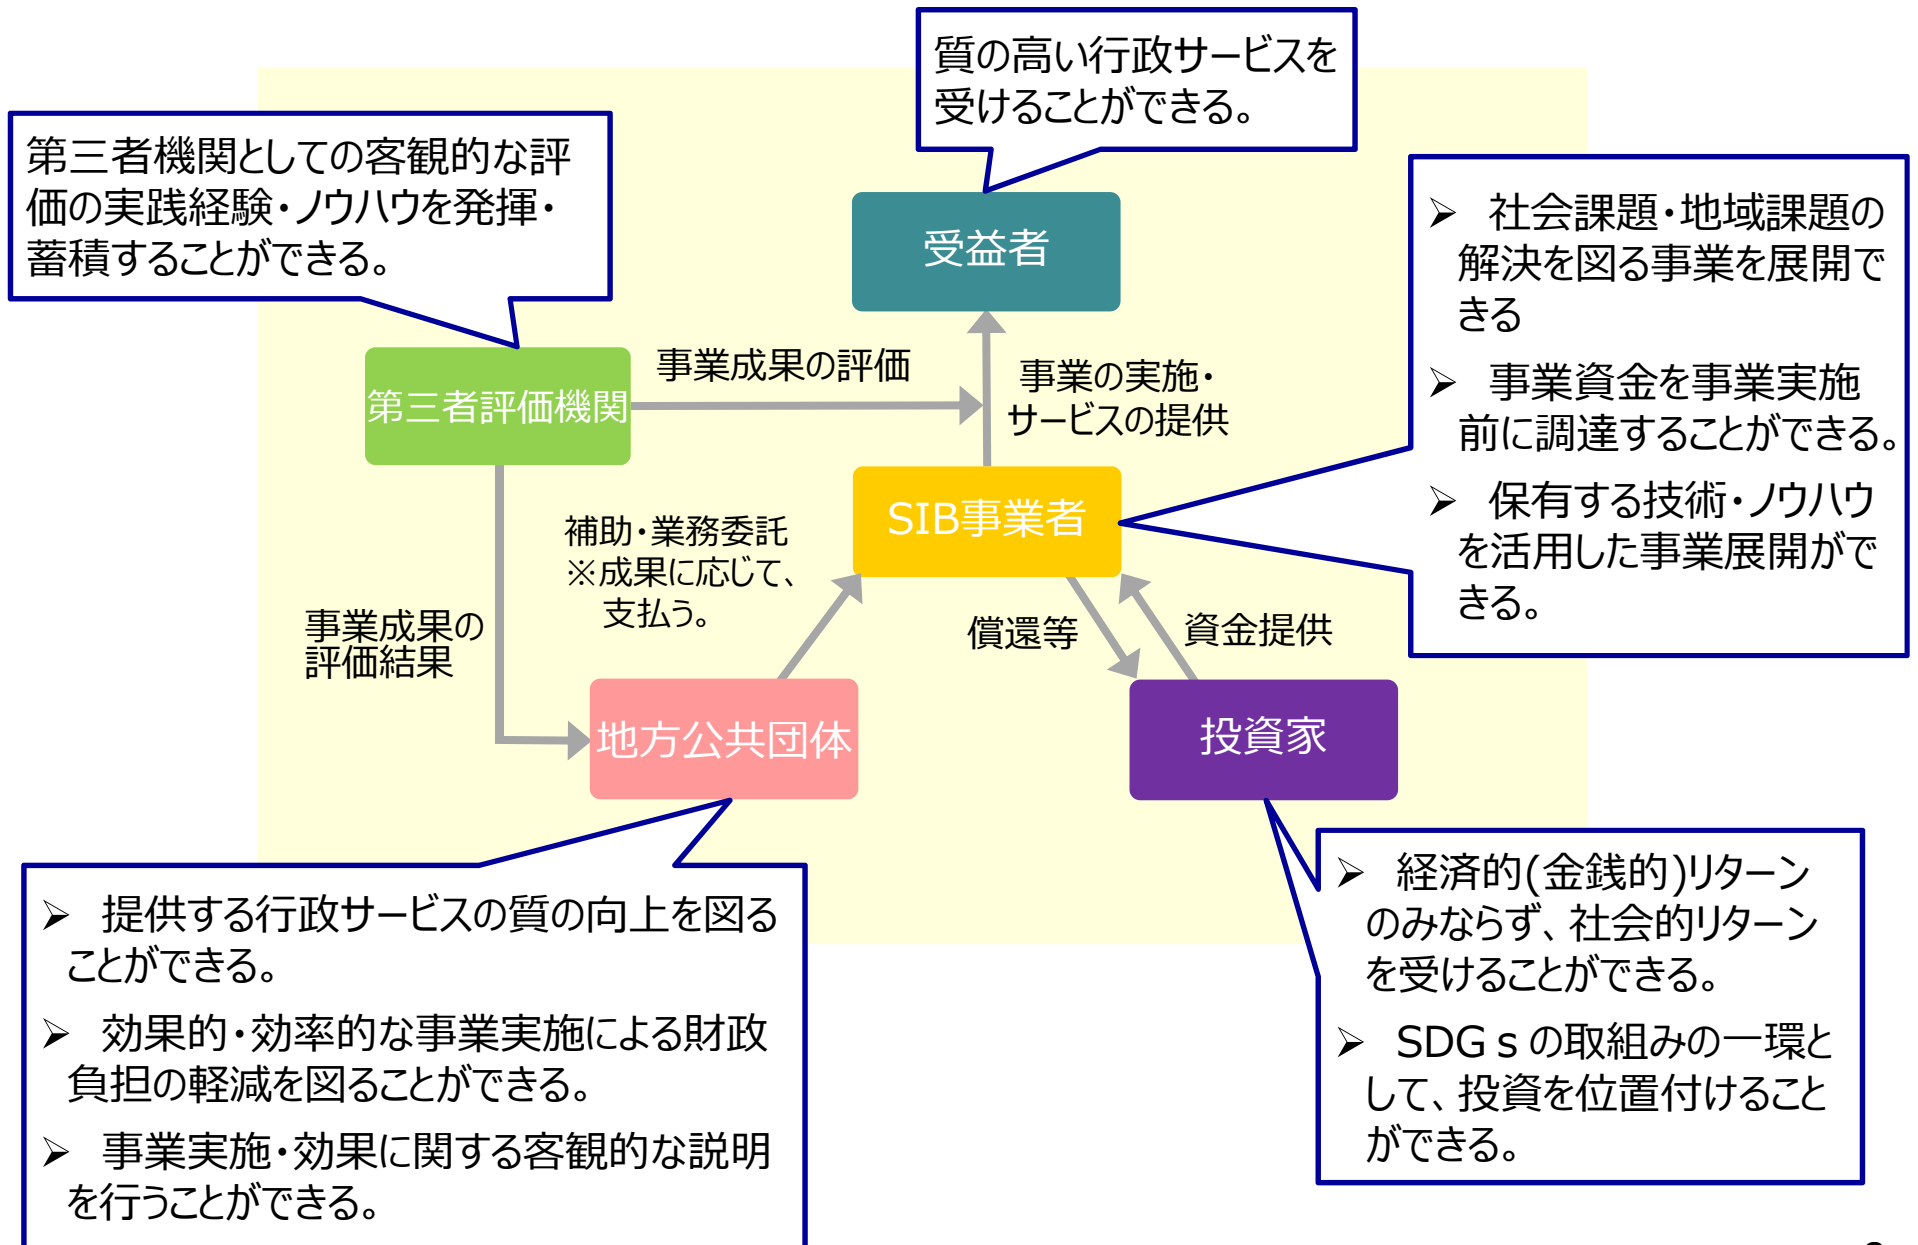 質の高い行政サービスを
受けることができる。
第三者機関としての客観的な評
価の実践経験・ノウハウを発揮・
蓄積することができる。
受益者
➢ 社会課題・地域課題の
解決を図る事業を展開で
きる
➢ 事業資金を事業実施
前に調達することができる。
➢ 保有する技術・ノウハウ
を活用した事業展開がで
きる。
第三者評価機関
事業成果の評価
事業の実施・
サービスの提供
SIB事業者
補助・業務委託
※成果に応じて、
支払う。
事業成果の
評価結果
償還等
資金提供
地方公共団体
投資家
➢ 提供する行政サービスの質の向上を図る
ことができる。
➢ 効果的・効率的な事業実施による財政
負担の軽減を図ることができる。
➢ 事業実施・効果に関する客観的な説明
を行うことができる。
➢ 経済的(金銭的)リターン
のみならず、社会的リターン
を受けることができる。
➢ SDGｓの取組みの一環と
して、投資を位置付けること
ができる。